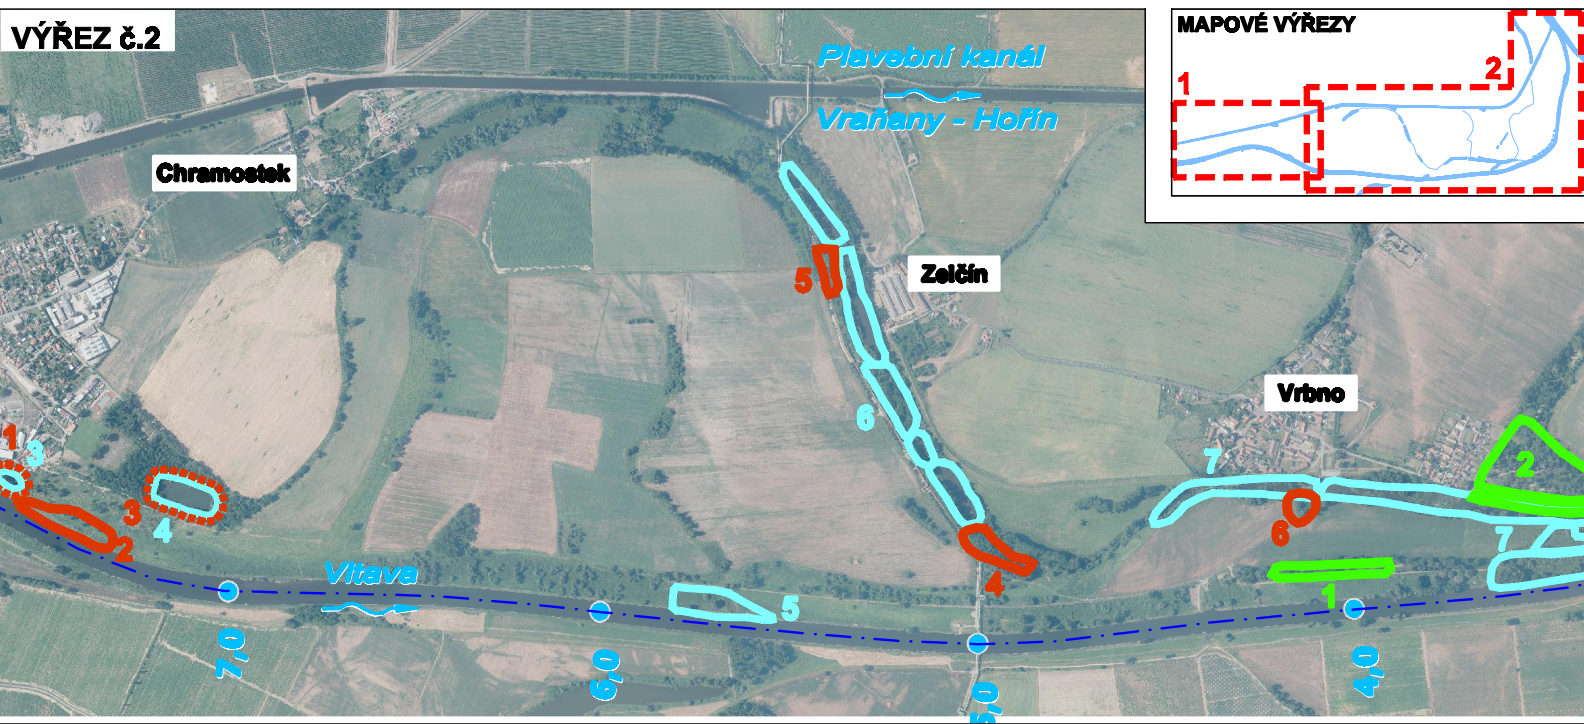 VÝŘEZ č.2
MAPOVÉ VÝŘEZY
1
2
Plavební kanál
Vraňany - Hořín
Chramostek
Zelčín
5
6
Vrbno
1
3
7
2
3
4
2
6
7
Vltava
4
5
1
7,0
6,0
5,0
4,0